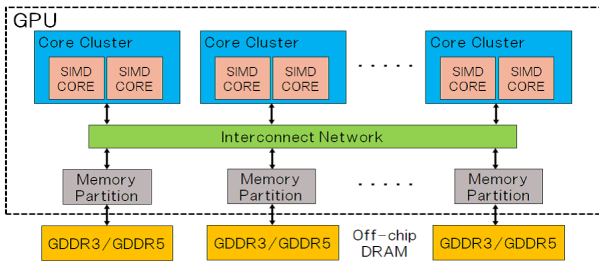 GPU
Core Cluster Core Cluster Core Cluster
SIMD SIMD SIMD SIMD SIMD SIMD
CORE CORE CORE CORE CORE CORE
Interconnect Network
Memory Memory Memory
Partition Partition Partition
GDDR3/GDDR5 GDDR3/GDDR5 Off-chip GDDR3/GDDR5
DRAM